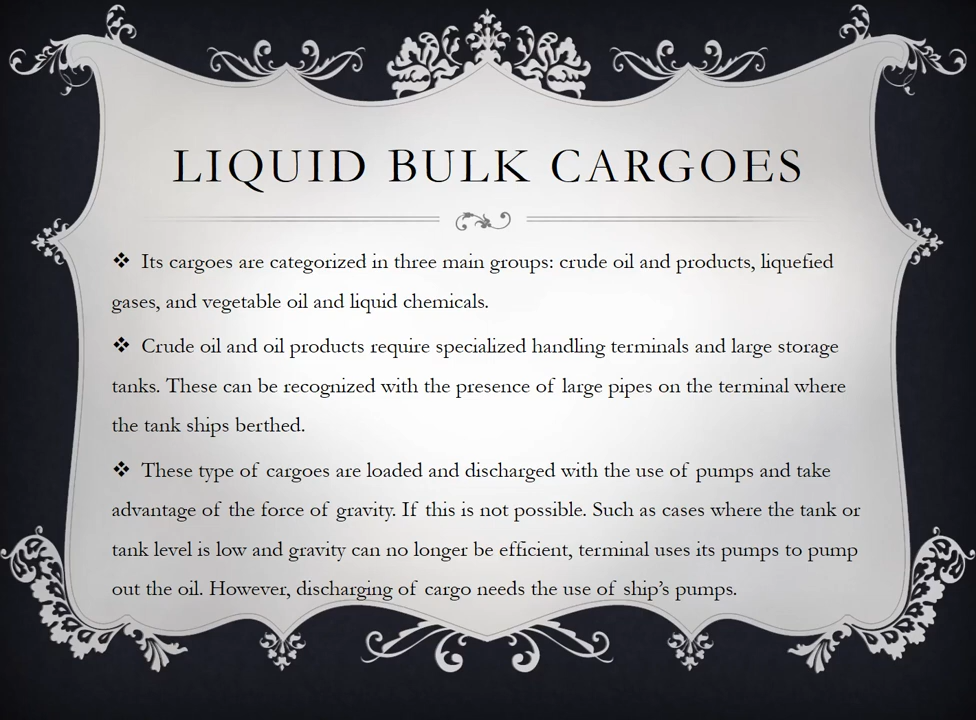 LIQUID BULK CARGOES
❖ Its cargoes are categorized in three main groups: crude oil and products, liquefied
gases, and vegetable oil and liquid chemicals.
❖ Crude oil and oil products require specialized handling terminals and large storage
tanks. These can be recognized with the presence of large pipes on the terminal where
the tank ships berthed.
❖ These type of cargoes are loaded and discharged with the use of pumps and take
advantage of the force of gravity. If this is not possible. Such as cases where the tank or
tank level is low and gravity can no longer be efficient, terminal uses its pumps to pump
out the oil. However, discharging of cargo needs the use of ship’s pumps.